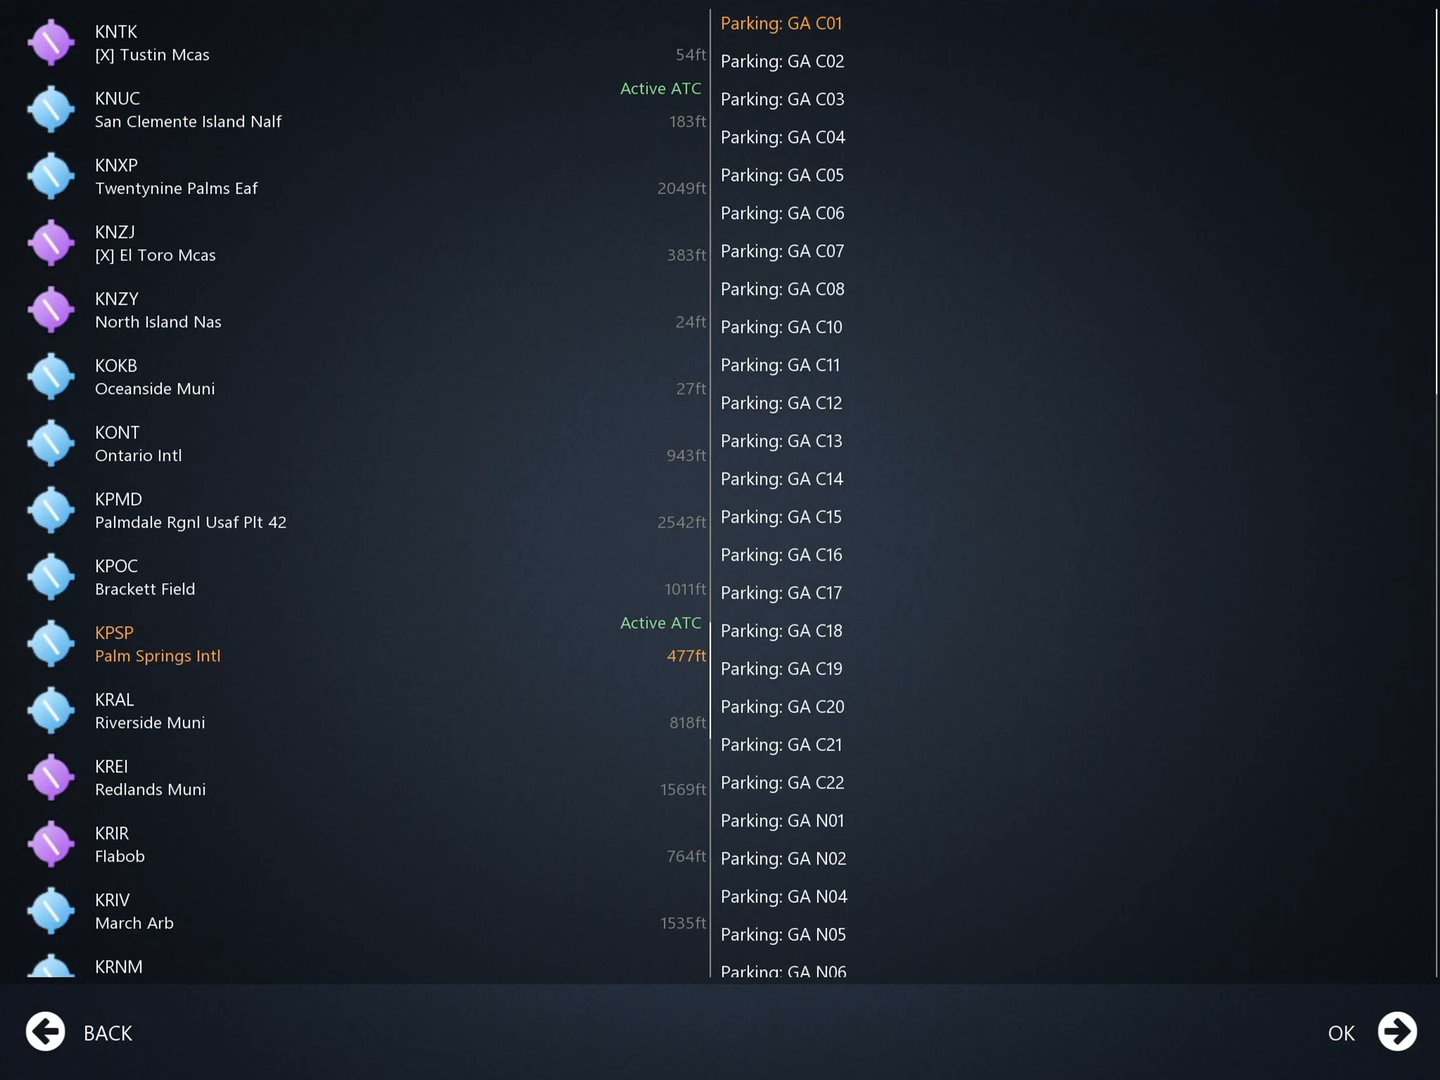 KNTK
[X] Tustin Mcas
54ft
Active ATC
KNUC
San Clemente Island Nalf
183ft
KNXP
Twentynine Palms Eaf
2049ft
KNZJ
[X] El Toro Mcas
383ft
KNZY
North Island Nas
24ft
KOKB
Oceanside Muni
27ft
KONT
Ontario Intl
943ft
KPMD
Palmdale Rgnl Usaf Plt 42
2542ft
KPOC
Brackett Field
1011ft
Active ATC
KPSP
Palm Springs Intl
477ft
KRAL
Riverside Muni
818ft
KREI
Redlands Muni
1569ft
KRIR
Flabob
764ft
KRIV
March Arb
1535ft
KRNM
Parking: GA C01
Parking: GA C02
Parking: GA C03
Parking: GA C04
Parking: GA C05
Parking: GA C06
Parking: GA C07
Parking: GA C08
Parking: GA C10
Parking: GA C11
Parking: GA C12
Parking: GA C13
Parking: GA C14
Parking: GA C15
Parking: GA C16
Parking: GA C17
Parking: GA C18
Parking: GA C19
Parking: GA C20
Parking: GA C21
Parking: GA C22
Parking: GA N01
Parking: GA N02
Parking: GA N04
Parking: GA N05
Parking: GA N06
BACK
OK